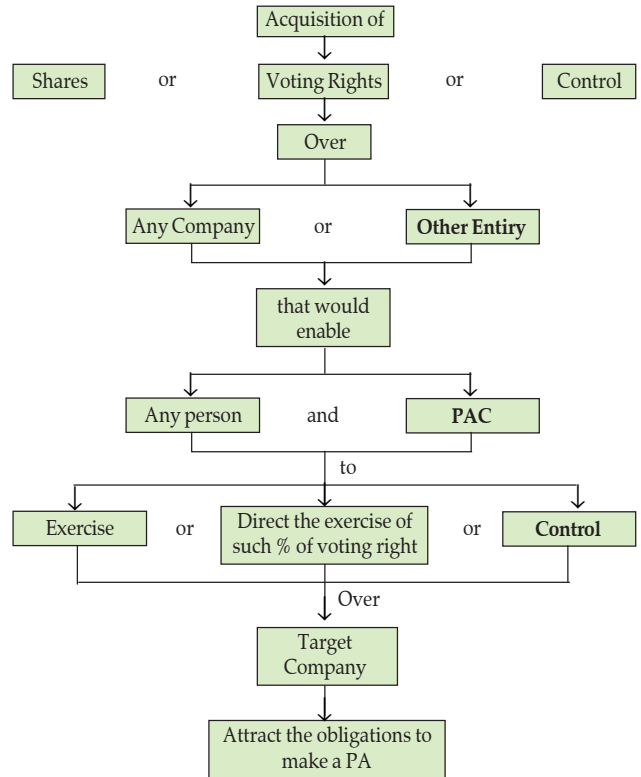 Acquisition of
Shares or Voting Rights or Control
Over
Any Company or Other Entiry
that would
enable
Any person and PAC
to
Exercise or Direct the exercise of
such % of voting right or Control
Over
Target
Company
Attract the obligations to
make a PA